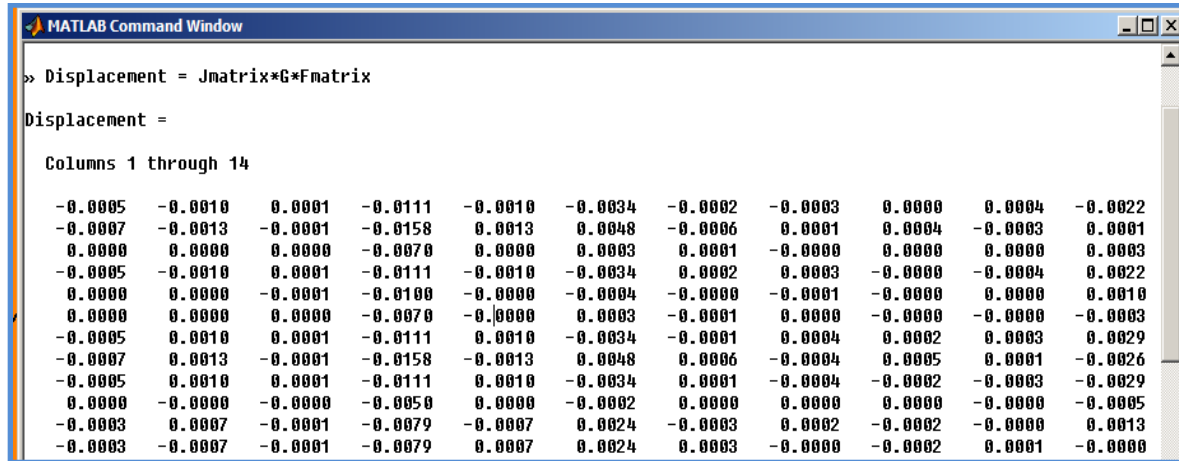 MATLAB Command Window
» Displacement = Jmatrix*G*Fmatrix
Displacement =
Columns 1 through 14
-0.0005 -0.0010 0.0001 -0.0111 -0.0010 -0.0034 -0.0002 -0.0003 0.0000 0.0004 -0.0022
-0.0007 -0.0013 -0.0001 -0.0158 0.0013 0.0048 -0.0006 0.0001 0.0004 -0.0003 0.0001
0.0000 0.0000 0.0000 -0.0070 0.0000 0.0003 0.0001 -0.0000 0.0000 0.0000 0.0003
-0.0005 -0.0010 0.0001 -0.0111 -0.0010 -0.0034 0.0002 0.0003 -0.0000 -0.0004 0.0022
0.0000 0.0000 -0.0001 -0.0100 -0.0000 -0.0004 -0.0000 -0.0001 -0.0000 0.0000 0.0010
0.0000 0.0000 0.0000 -0.0070 -0.0000 0.0003 -0.0001 0.0000 -0.0000 -0.0000 -0.0003
-0.0005 0.0010 0.0001 -0.0111 0.0010 -0.0034 -0.0001 0.0004 0.0002 0.0003 0.0029
-0.0007 0.0013 -0.0001 -0.0158 -0.0013 0.0048 0.0006 -0.0004 0.0005 0.0001 -0.0026
-0.0005 0.0010 0.0001 -0.0111 0.0010 -0.0034 0.0001 -0.0004 -0.0002 -0.0003 -0.0029
0.0000 -0.0000 -0.0000 -0.0050 0.0000 -0.0002 0.0000 0.0000 0.0000 -0.0000 -0.0005
-0.0003 0.0007 -0.0001 -0.0079 -0.0007 0.0024 -0.0003 0.0002 -0.0002 -0.0000 0.0013
-0.0003 -0.0007 -0.0001 -0.0079 0.0007 0.0024 0.0003 -0.0000 -0.0002 0.0001 -0.0000